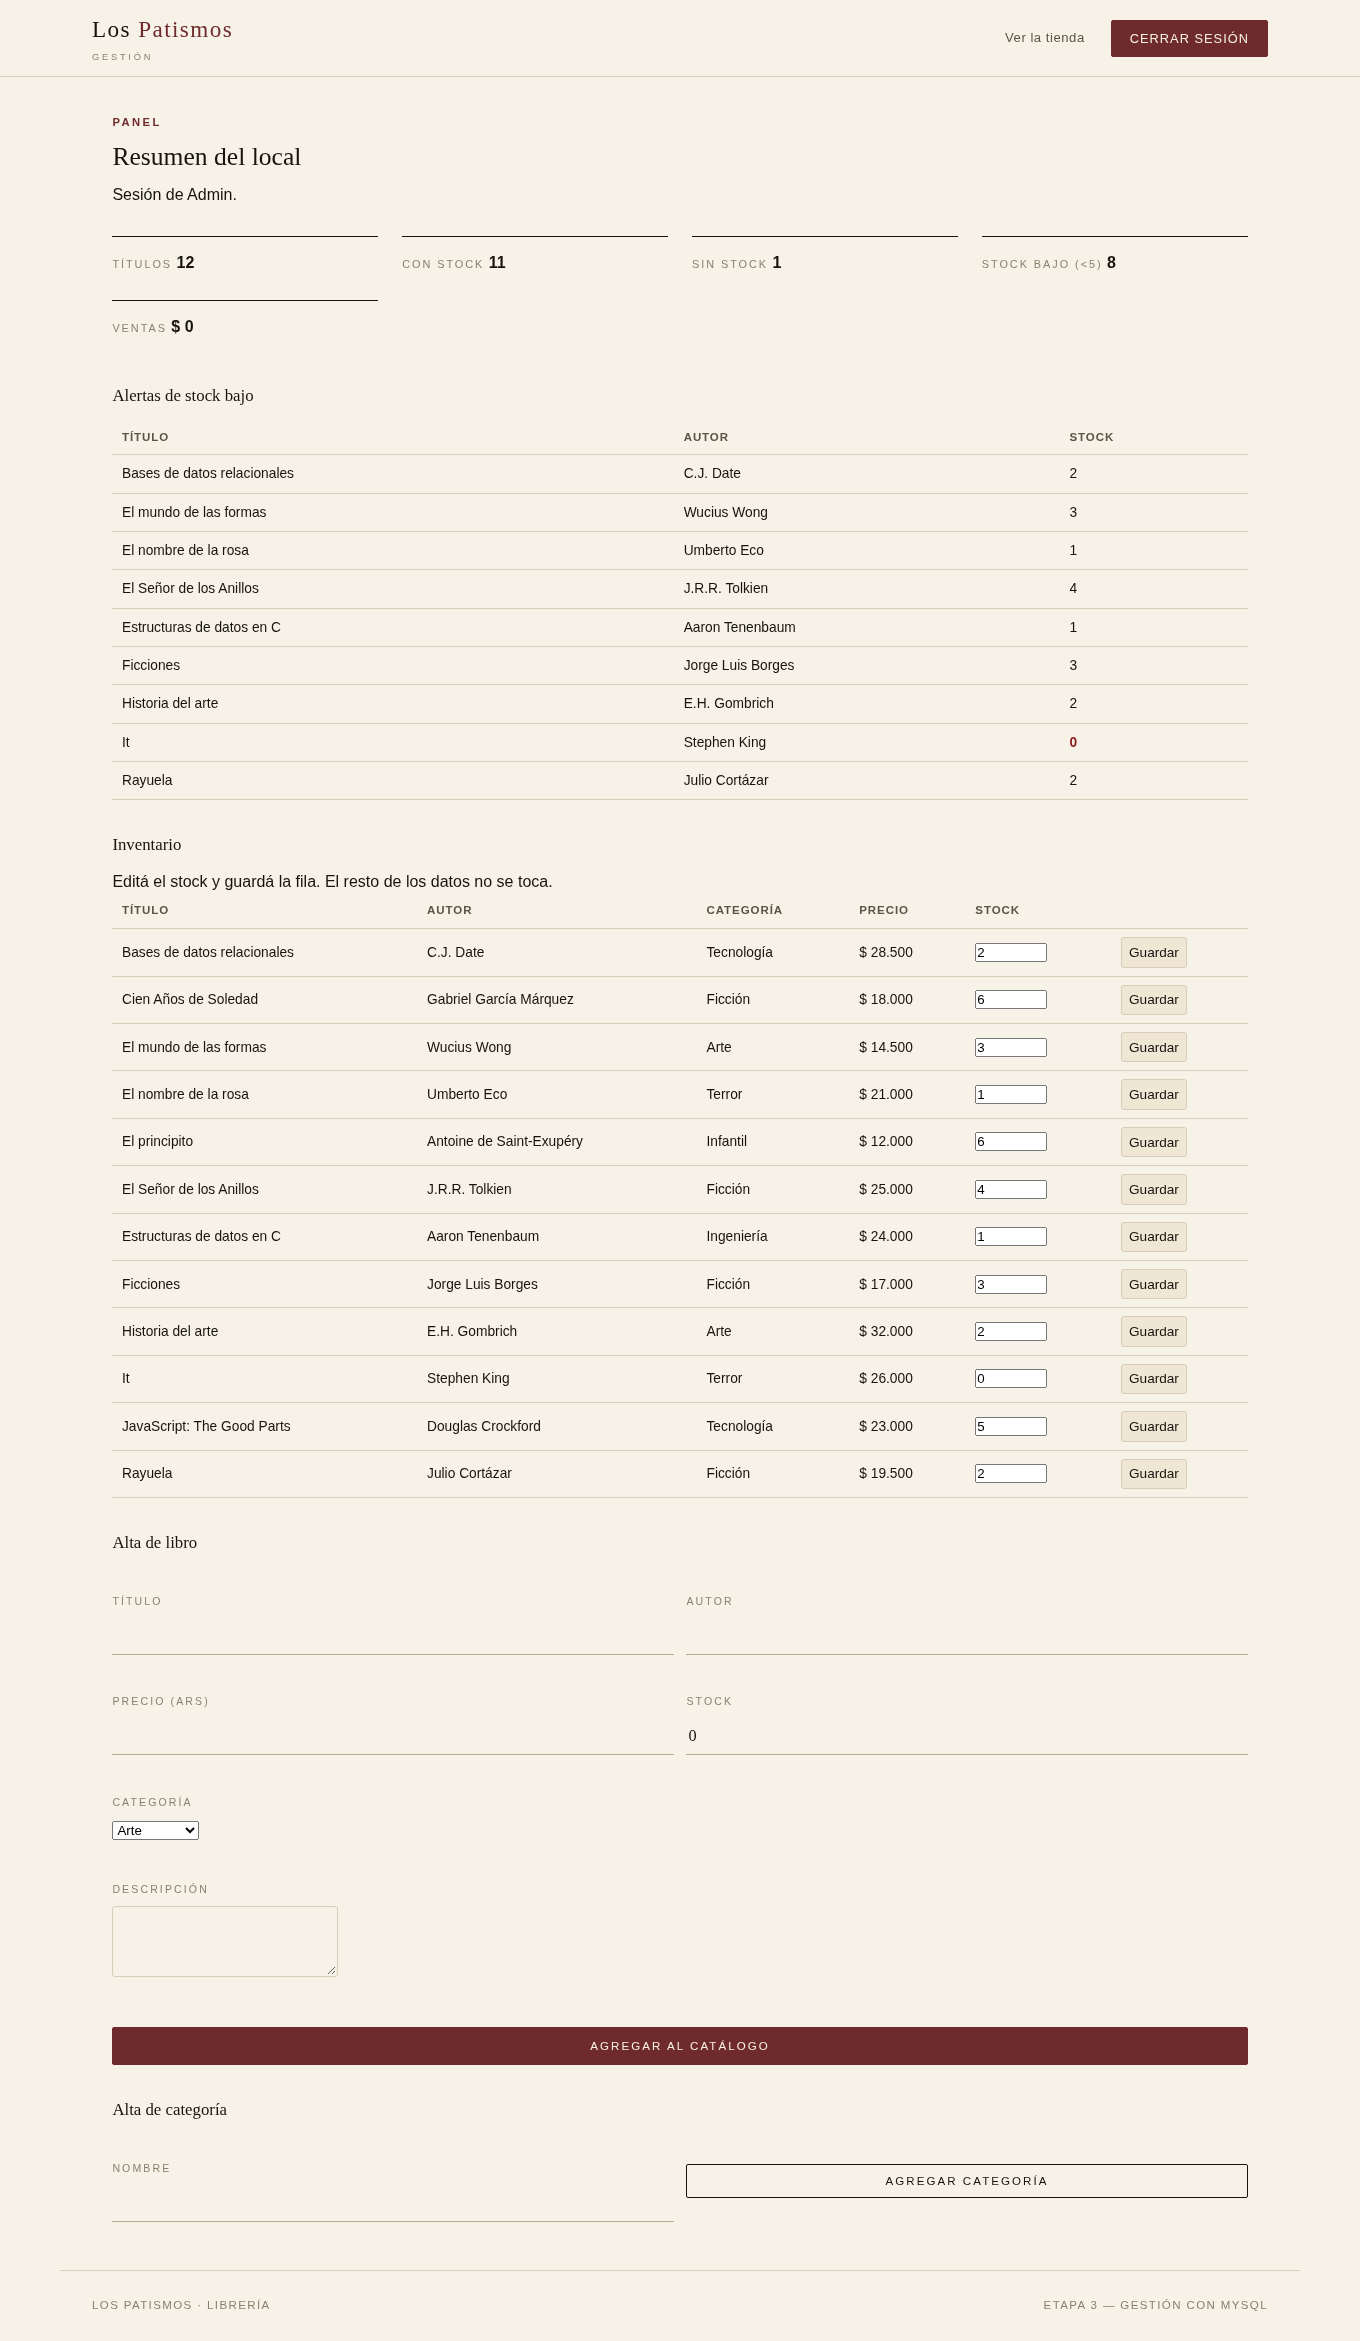 Los Patismos
GESTIÓN
Ver la tienda
CERRAR SESIÓN
PANEL
Resumen del local
Sesión de Admin.
TÍTULOS 12
CON STOCK 11
SIN STOCK 1
STOCK BAJO (<5) 8
VENTAS $ 0
Alertas de stock bajo
TÍTULO AUTOR STOCK
Bases de datos relacionales C.J. Date 2
El mundo de las formas Wucius Wong 3
El nombre de la rosa Umberto Eco 1
El Señor de los Anillos J.R.R. Tolkien 4
Estructuras de datos en C Aaron Tenenbaum 1
Ficciones Jorge Luis Borges 3
Historia del arte E.H. Gombrich 2
It Stephen King 0
Rayuela Julio Cortázar 2
Inventario
Editá el stock y guardá la fila. El resto de los datos no se toca.
TÍTULO AUTOR CATEGORÍA PRECIO STOCK
Bases de datos relacionales C.J. Date Tecnología $ 28.500 2 Guardar
Cien Años de Soledad Gabriel García Márquez Ficción $ 18.000 6 Guardar
El mundo de las formas Wucius Wong Arte $ 14.500 3 Guardar
El nombre de la rosa Umberto Eco Terror $ 21.000 1 Guardar
El principito Antoine de Saint-Exupéry Infantil $ 12.000 6 Guardar
El Señor de los Anillos J.R.R. Tolkien Ficción $ 25.000 4 Guardar
Estructuras de datos en C Aaron Tenenbaum Ingeniería $ 24.000 1 Guardar
Ficciones Jorge Luis Borges Ficción $ 17.000 3 Guardar
Historia del arte E.H. Gombrich Arte $ 32.000 2 Guardar
It Stephen King Terror $ 26.000 0 Guardar
JavaScript: The Good Parts Douglas Crockford Tecnología $ 23.000 5 Guardar
Rayuela Julio Cortázar Ficción $ 19.500 2 Guardar
Alta de libro
TÍTULO
AUTOR
PRECIO (ARS)
STOCK
0
CATEGORÍA
Arte
DESCRIPCIÓN
AGREGAR AL CATÁLOGO
Alta de categoría
NOMBRE
AGREGAR CATEGORÍA
LOS PATISMOS · LIBRERÍA
ETAPA 3 — GESTIÓN CON MYSQL